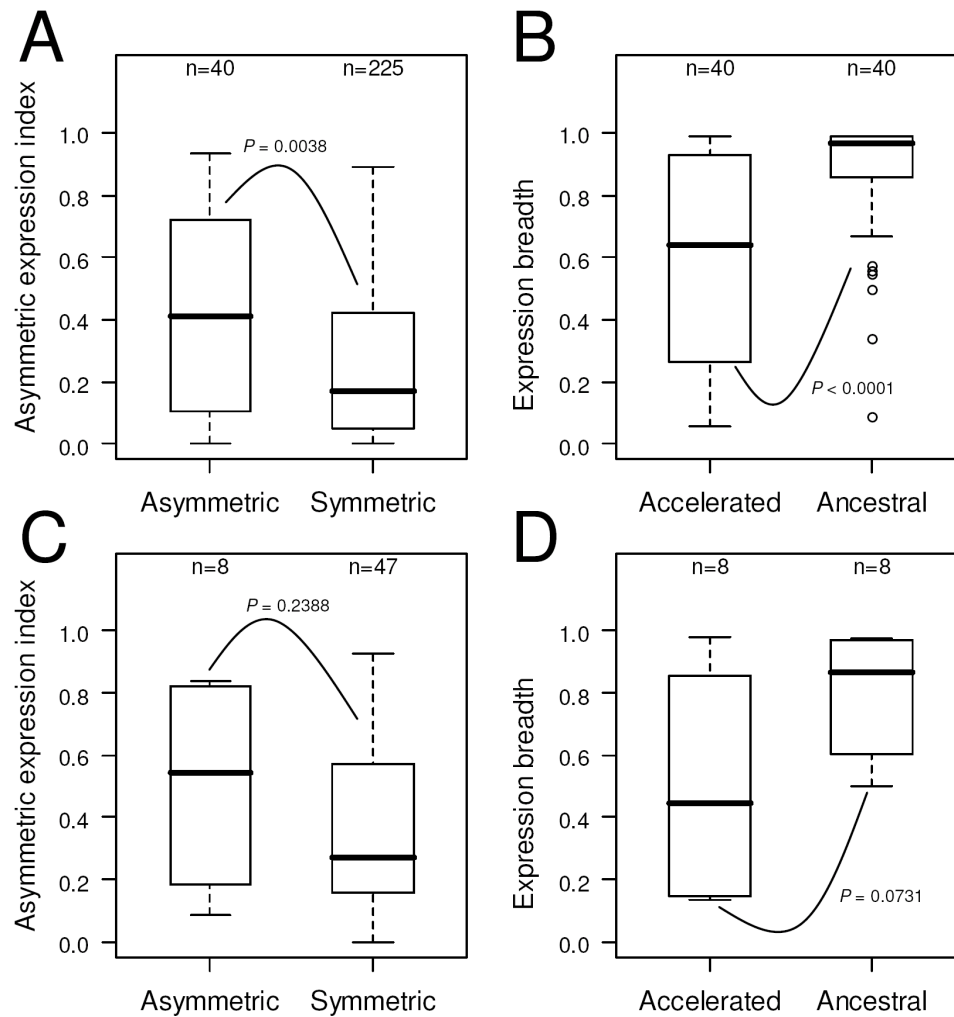 A
n=40 n=225
Asymmetric expression index
1.0
0.8
0.6
0.4
0.2
0.0
P = 0.0038
Asymmetric Symmetric
B
n=40 n=40
Expression breadth
1.0
0.8
0.6
0.4
0.2
0.0
P < 0.0001
Accelerated Ancestral
C
n=8 n=47
Asymmetric expression index
1.0
0.8
0.6
0.4
0.2
0.0
P = 0.2388
Asymmetric Symmetric
D
n=8 n=8
Expression breadth
1.0
0.8
0.6
0.4
0.2
0.0
P = 0.0731
Accelerated Ancestral